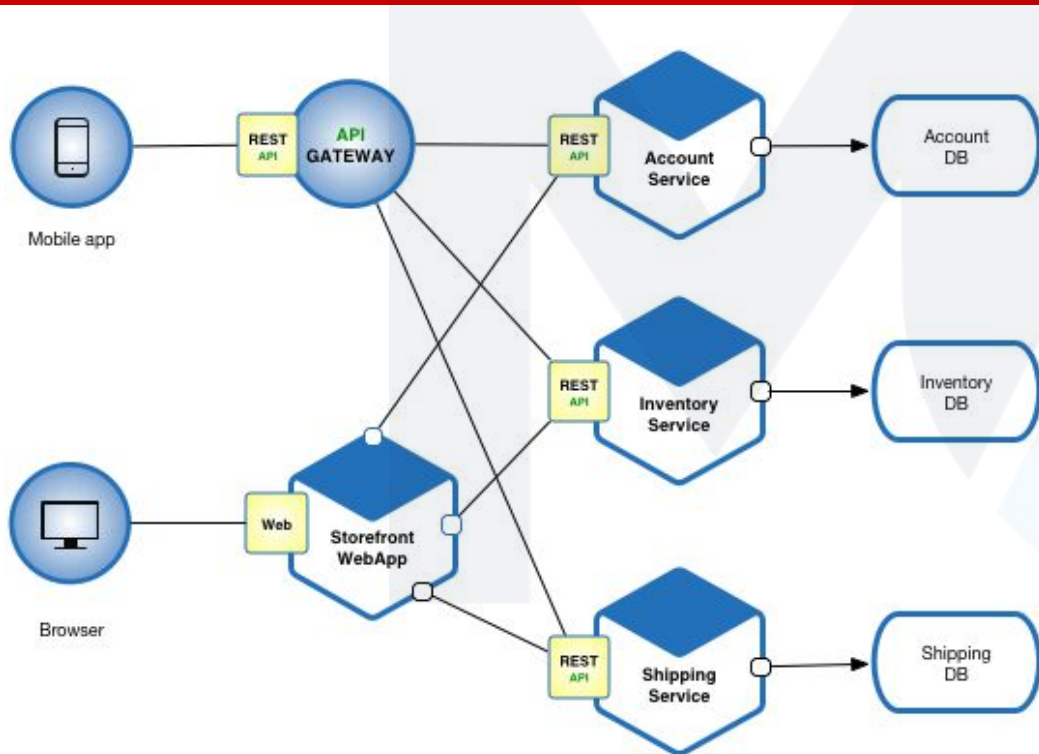 REST
API
API
GATEWAY
REST
API
Account
Service
Account
DB
Mobile app
REST
API
Inventory
Service
Inventory
DB
Web
Storefront
WebApp
Browser
REST
API
Shipping
Service
Shipping
DB